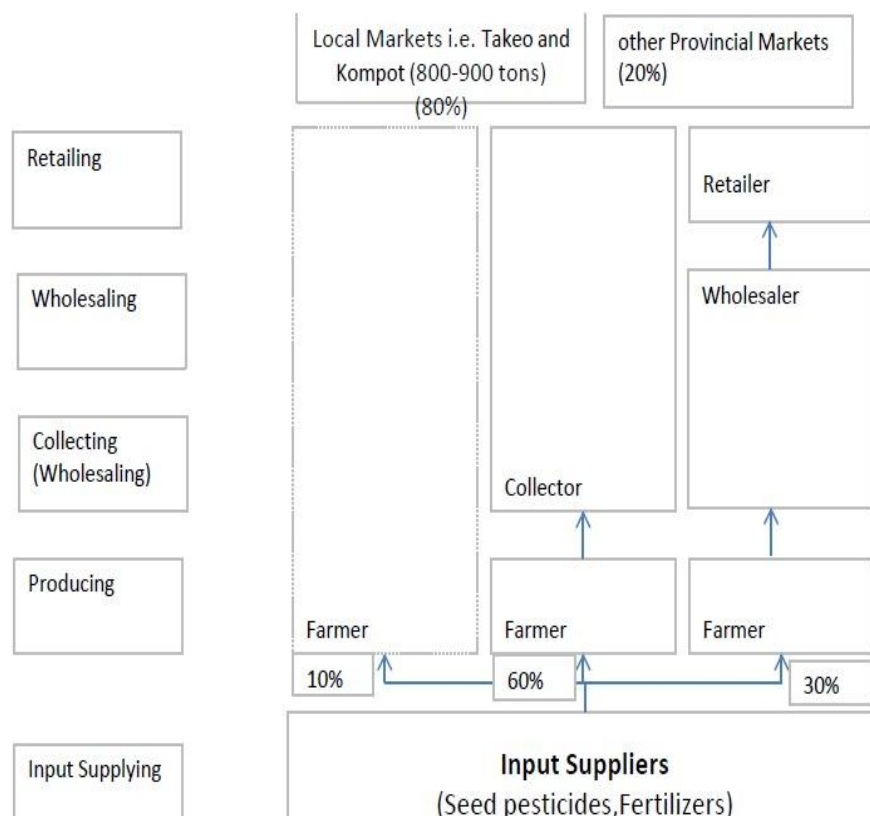 Local Markets i.e. Takeo and
Kompot (800-900 tons)
(80%)
other Provincial Markets
(20%)
Retailing
Retailer
Wholesaling
Wholesaler
Collecting
(Wholesaling)
Collector
Producing
Farmer
Farmer
Farmer
10%
60%
30%
Input Supplying
Input Suppliers
(Seed pesticides,Fertilizers)